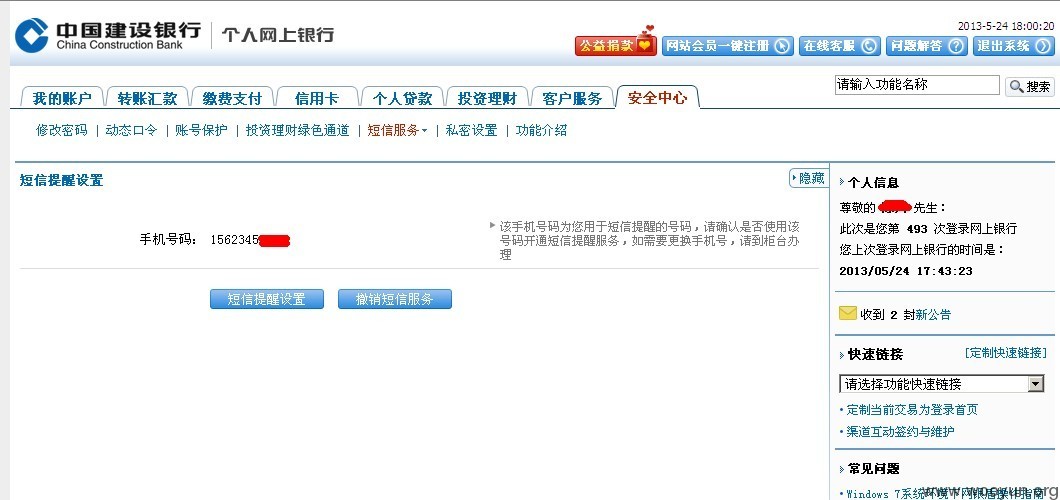 中国建设银行
China Construction Bank
个人网上银行
2013-5-24 18:00:20
公益捐款 网站会员一键注册 在线客服 问题解答 退出系统
我的账户 转账汇款 缴费支付 信用卡 个人贷款 投资理财 客户服务 安全中心
请输入功能名称 搜索
修改密码 | 动态口令 | 账号保护 | 投资理财绿色通道 | 短信服务 | 私密设置 | 功能介绍
短信提醒设置
隐藏
手机号码： 1562345
该手机号码为您用于短信提醒的号码，请确认是否使用该
号码开通短信提醒服务，如需要更换手机号，请到柜台办
理
短信提醒设置 撤销短信服务
个人信息
尊敬的 先生：
此次是您第 493 次登录网上银行
您上次登录网上银行的时间是：
2013/05/24 17:43:23
收到 2 封新公告
快速链接 [定制快速链接]
请选择功能快速链接
定制当前交易为登录首页
渠道互动签约与维护
常见问题
Windows 7系统环境下网银盾操作指南
www.wooyun.org